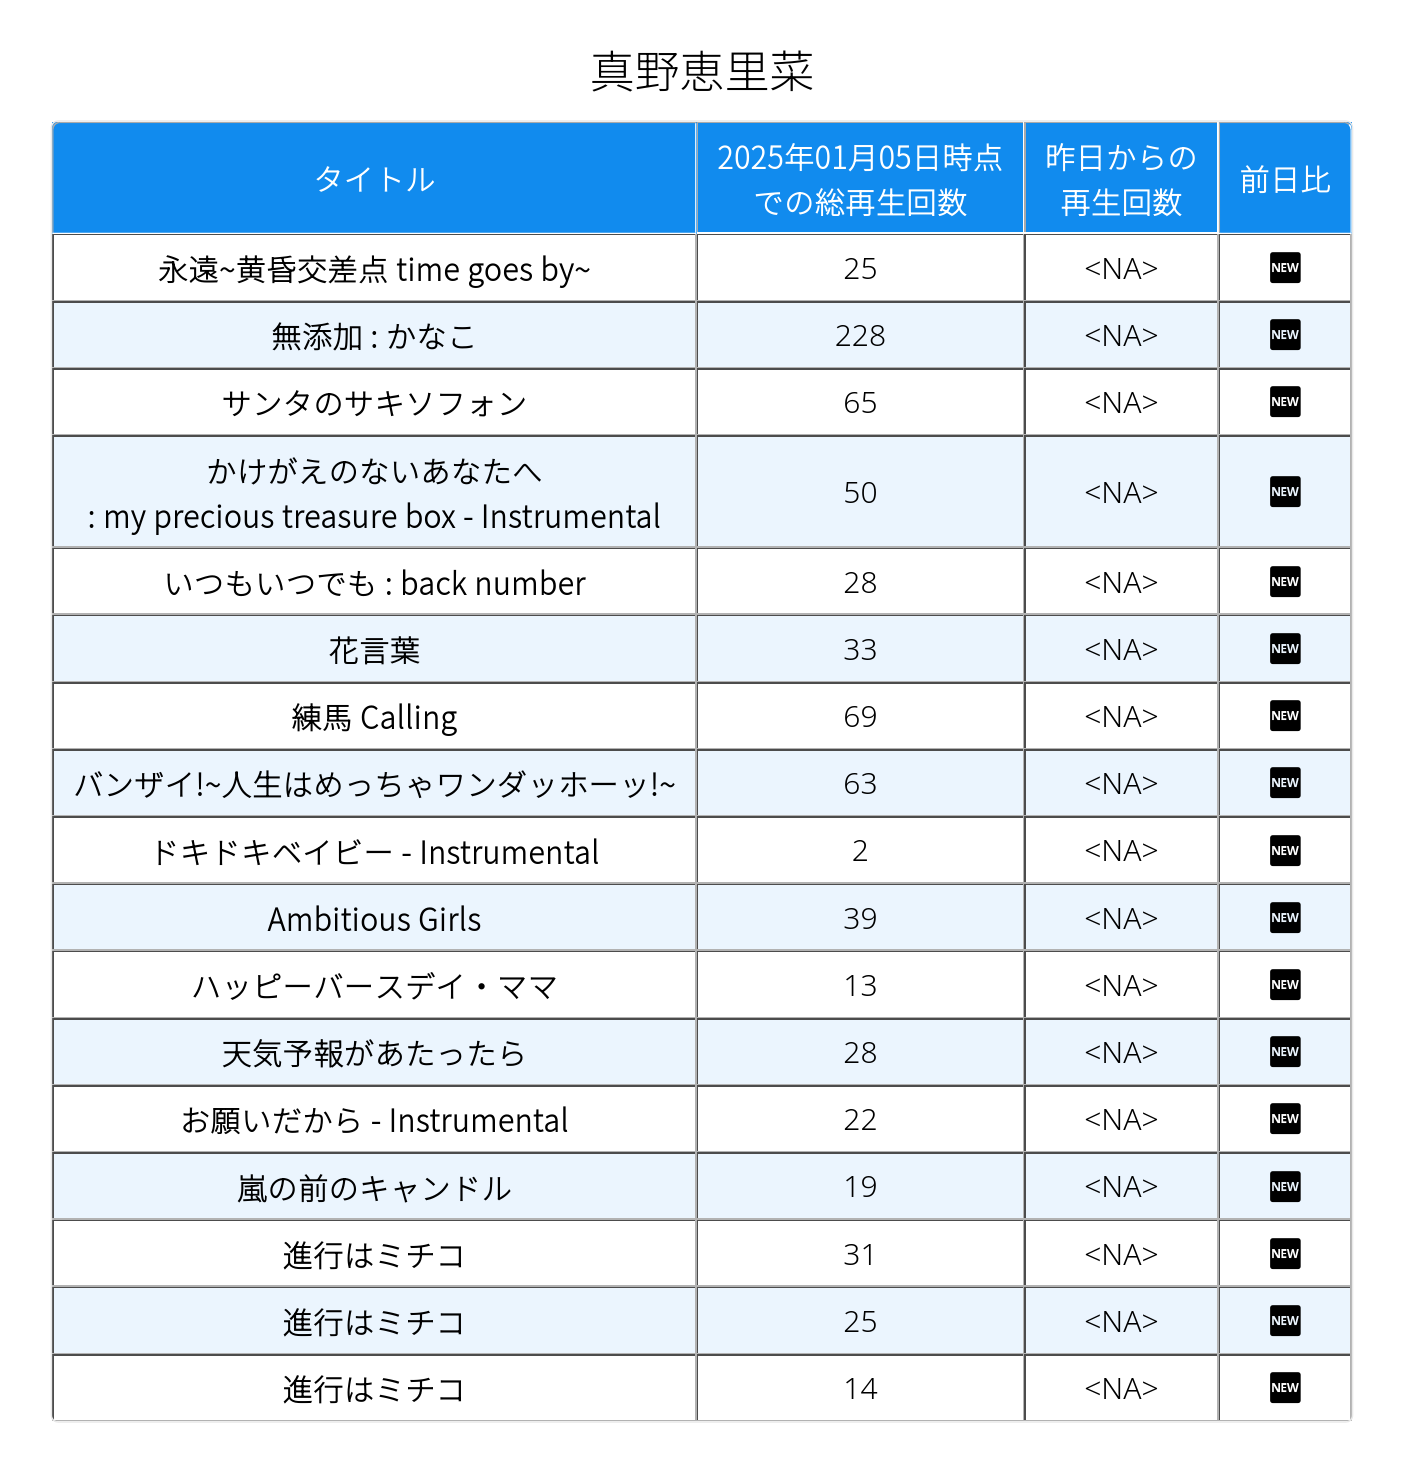 真野恵里菜
タイトル
2025年01月05日時点
での総再生回数
昨日からの
再生回数
前日比
永遠~黄昏交差点 time goes by~ 25 <NA> NEW
無添加 : かなこ 228 <NA> NEW
サンタのサキソフォン 65 <NA> NEW
かけがえのないあなたへ
: my precious treasure box - Instrumental 50 <NA> NEW
いつもいつでも : back number 28 <NA> NEW
花言葉 33 <NA> NEW
練馬 Calling 69 <NA> NEW
バンザイ!~人生はめっちゃワンダッホーッ!~ 63 <NA> NEW
ドキドキベイビー - Instrumental 2 <NA> NEW
Ambitious Girls 39 <NA> NEW
ハッピーバースデイ・ママ 13 <NA> NEW
天気予報があたったら 28 <NA> NEW
お願いだから - Instrumental 22 <NA> NEW
嵐の前のキャンドル 19 <NA> NEW
進行はミチコ 31 <NA> NEW
進行はミチコ 25 <NA> NEW
進行はミチコ 14 <NA> NEW